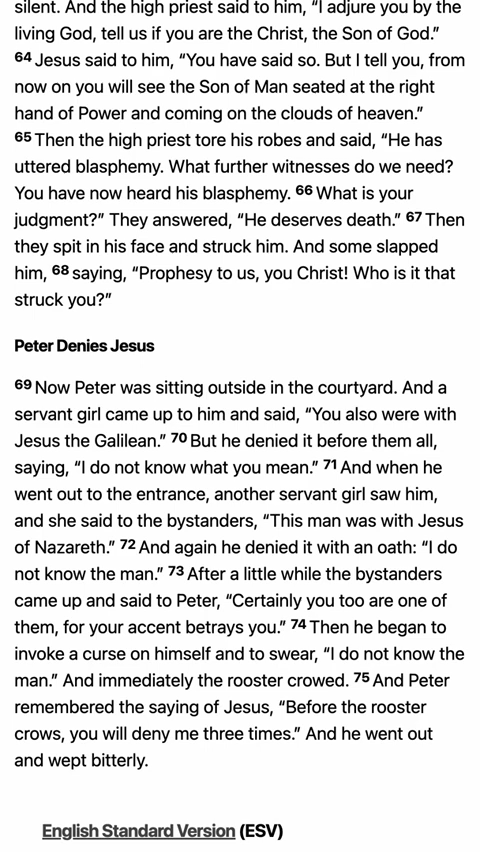 silent. And the high priest said to him, “I adjure you by the
living God, tell us if you are the Christ, the Son of God.”
64 Jesus said to him, “You have said so. But I tell you, from
now on you will see the Son of Man seated at the right
hand of Power and coming on the clouds of heaven.”
65 Then the high priest tore his robes and said, “He has
uttered blasphemy. What further witnesses do we need?
You have now heard his blasphemy. 66 What is your
judgment?” They answered, “He deserves death.” 67 Then
they spit in his face and struck him. And some slapped
him, 68 saying, “Prophesy to us, you Christ! Who is it that
struck you?”
Peter Denies Jesus
69 Now Peter was sitting outside in the courtyard. And a
servant girl came up to him and said, “You also were with
Jesus the Galilean.” 70 But he denied it before them all,
saying, “I do not know what you mean.” 71 And when he
went out to the entrance, another servant girl saw him,
and she said to the bystanders, “This man was with Jesus
of Nazareth.” 72 And again he denied it with an oath: “I do
not know the man.” 73 After a little while the bystanders
came up and said to Peter, “Certainly you too are one of
them, for your accent betrays you.” 74 Then he began to
invoke a curse on himself and to swear, “I do not know the
man.” And immediately the rooster crowed. 75 And Peter
remembered the saying of Jesus, “Before the rooster
crows, you will deny me three times.” And he went out
and wept bitterly.
English Standard Version (ESV)